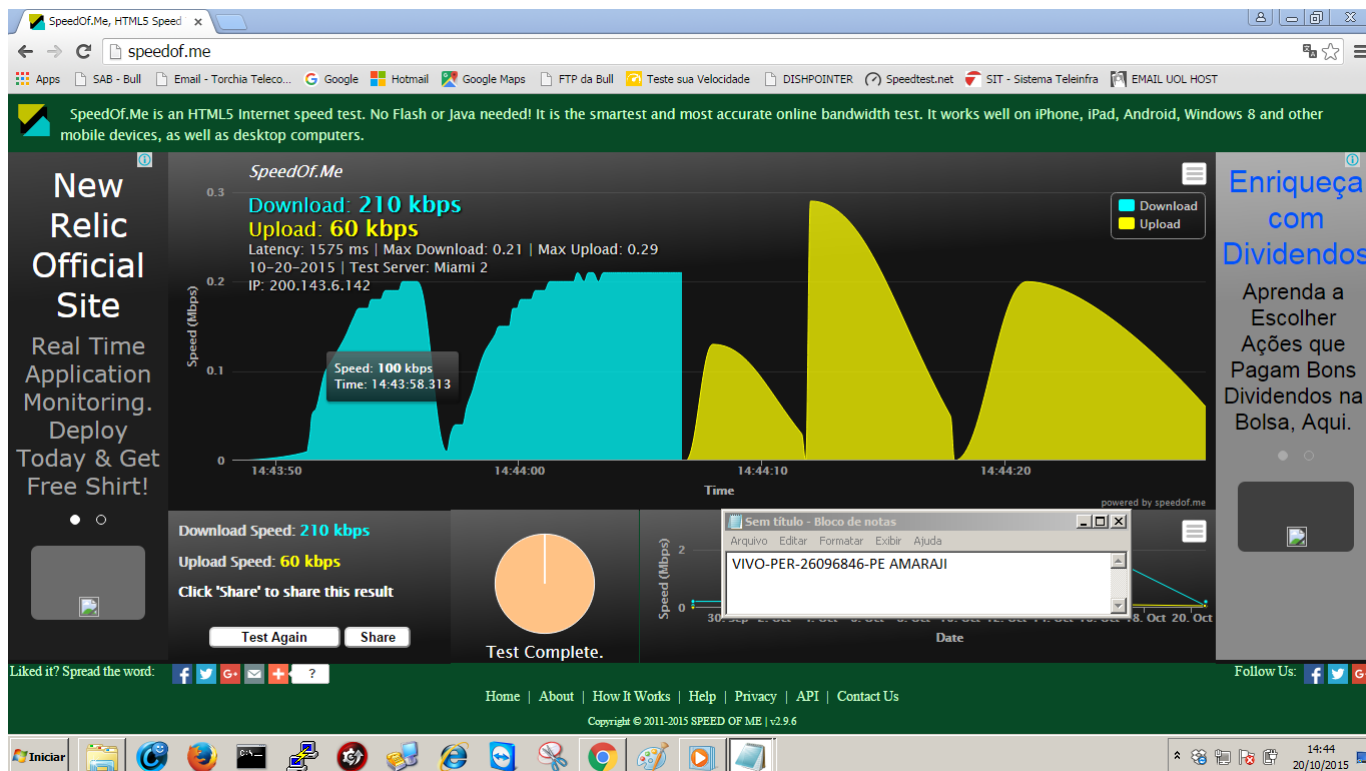 SpeedOf.Me, HTML5 Speed
speedof.me
Apps SAB - Bull Email - Torchia Teleco... Google Hotmail Google Maps FTP da Bull Teste sua Velocidade DISHPOINTER Speedtest.net SIT - Sistema Teleinfra EMAIL UOL HOST
SpeedOf.Me is an HTML5 Internet speed test. No Flash or Java needed! It is the smartest and most accurate online bandwidth test. It works well on iPhone, iPad, Android, Windows 8 and other
mobile devices, as well as desktop computers.
New
Relic
Official
Site
Real Time
Application
Monitoring.
Deploy
Today & Get
Free Shirt!
SpeedOf.Me
Download: 210 kbps
Upload: 60 kbps
Latency: 1575 ms | Max Download: 0.21 | Max Upload: 0.29
10-20-2015 | Test Server: Miami 2
IP: 200.143.6.142
Download
Upload
Speed (Mbps)
0.3
0.2
0.1
0
Speed: 100 kbps
Time: 14:43:58.313
14:43:50 14:44:00 14:44:10 14:44:20
Time
powered by speedof.me
Enriqueça
com
Dividendos
Aprenda a
Escolher
Ações que
Pagam Bons
Dividendos na
Bolsa, Aqui.
Download Speed: 210 kbps
Upload Speed: 60 kbps
Click 'Share' to share this result
Test Again Share
Test Complete.
Speed (Mbps)
2
0
Sem título - Bloco de notas
Arquivo Editar Formatar Exibir Ajuda
VIVO-PER-26096846-PE AMARAJI
18. Oct 20. Oct
Date
Liked it? Spread the word:
?
Follow Us:
Home | About | How It Works | Help | Privacy | API | Contact Us
Copyright © 2011-2015 SPEED OF ME | v2.9.6
Iniciar
14:44
20/10/2015